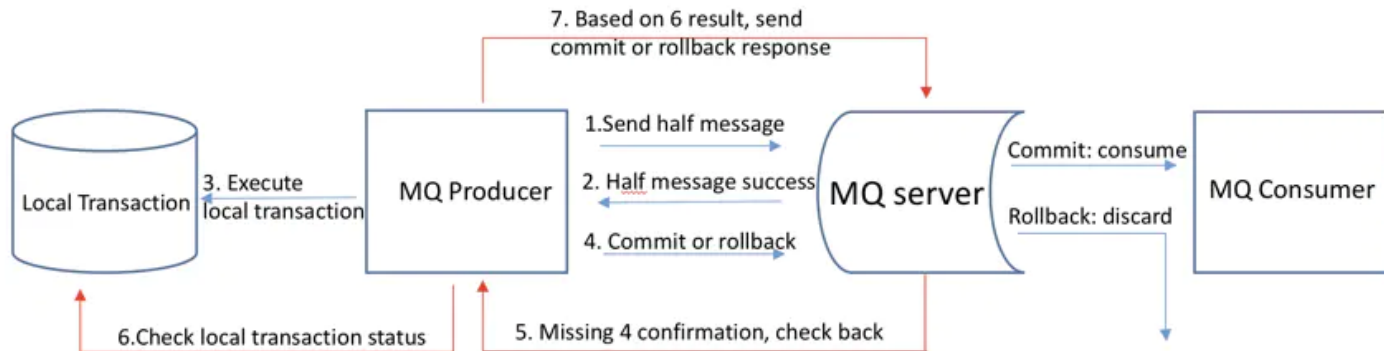 7. Based on 6 result, send
commit or rollback response
1.Send half message
Commit: consume
3. Execute
2. Half message success
Local Transaction
MQ Producer
MQ server
MQ Consumer
local transaction
Rollback: discard
4. Commit or rollback
6.Check local transaction status
5. Missing 4 confirmation, check back